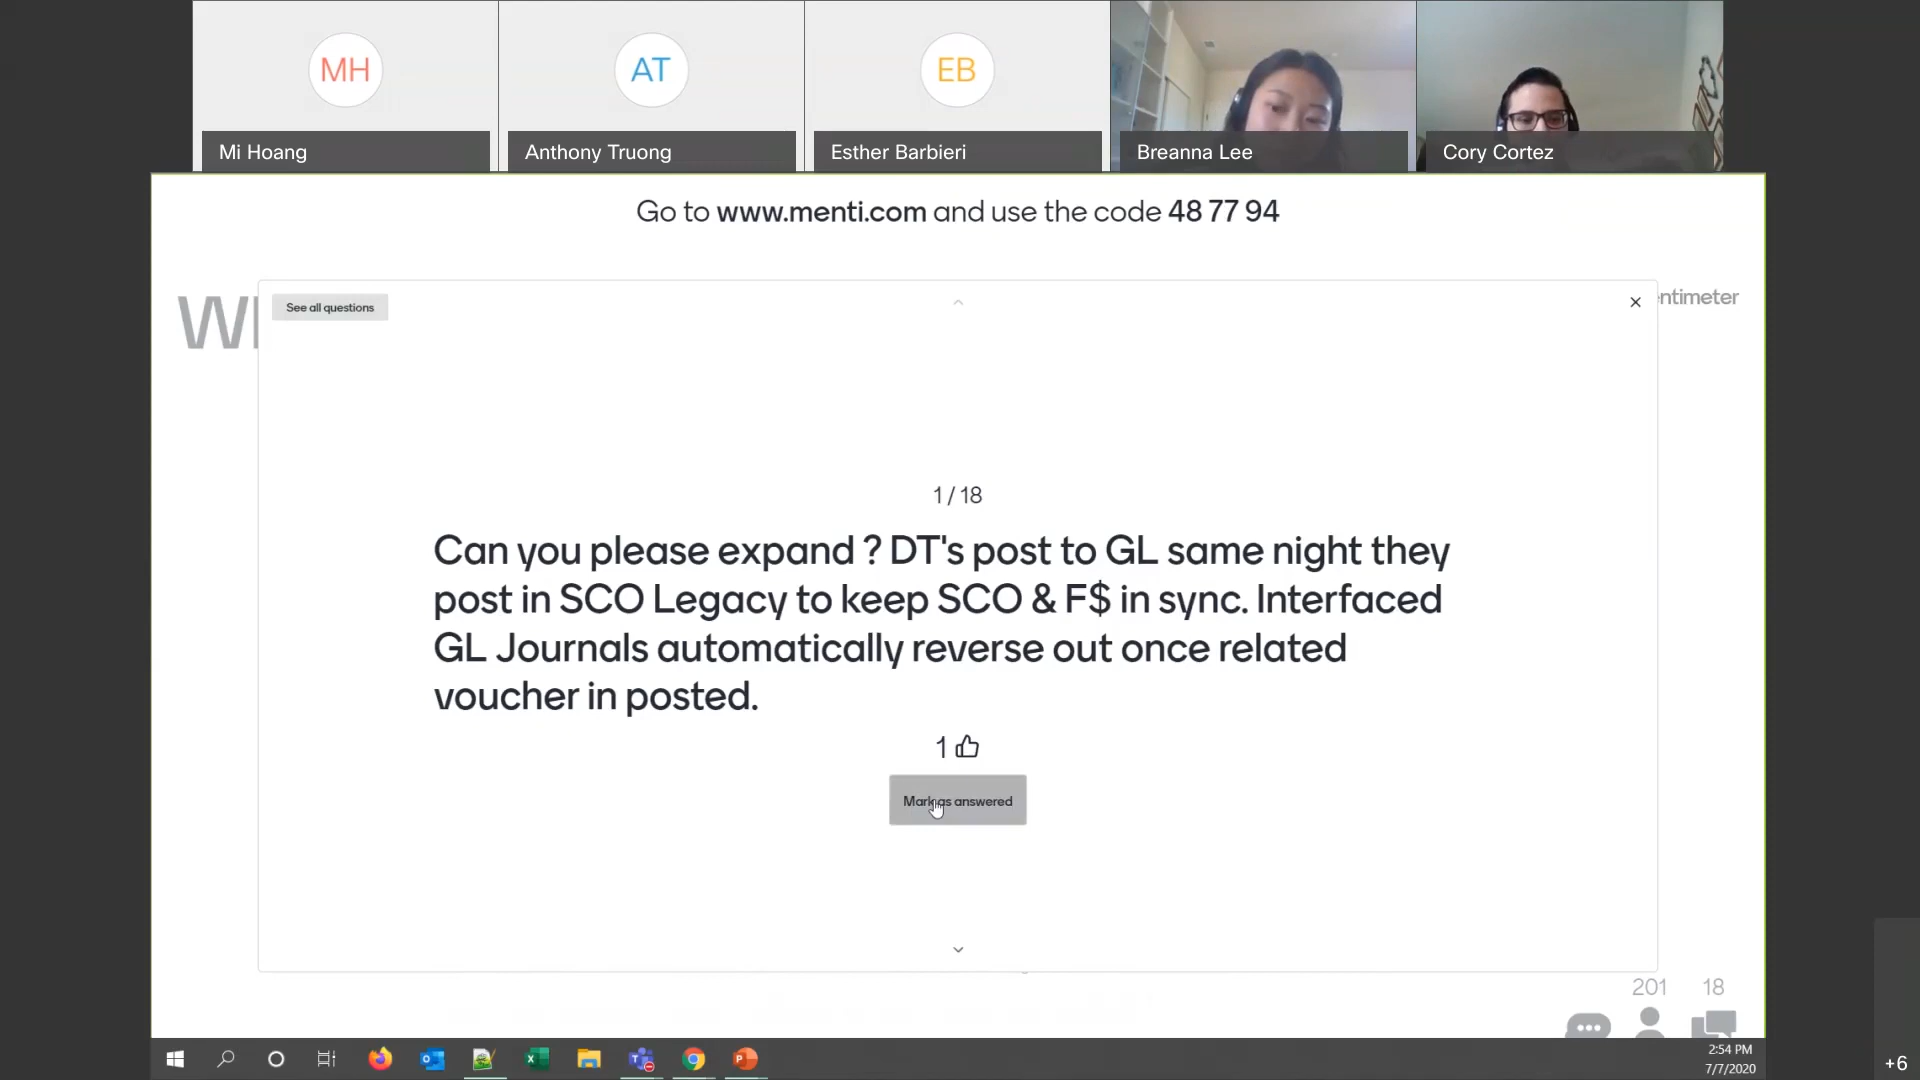 MH
AT
EB
Mi Hoang
Anthony Truong
Esther Barbieri
Breanna Lee
Cory Cortez
Go to www.menti.com and use the code 48 77 94
See all questions
ntimeter
1 / 18
Can you please expand ? DT's post to GL same night they
post in SCO Legacy to keep SCO & F$ in sync. Interfaced
GL Journals automatically reverse out once related
voucher in posted.
1
Mark as answered
201 18
2:54 PM
7/7/2020
+6